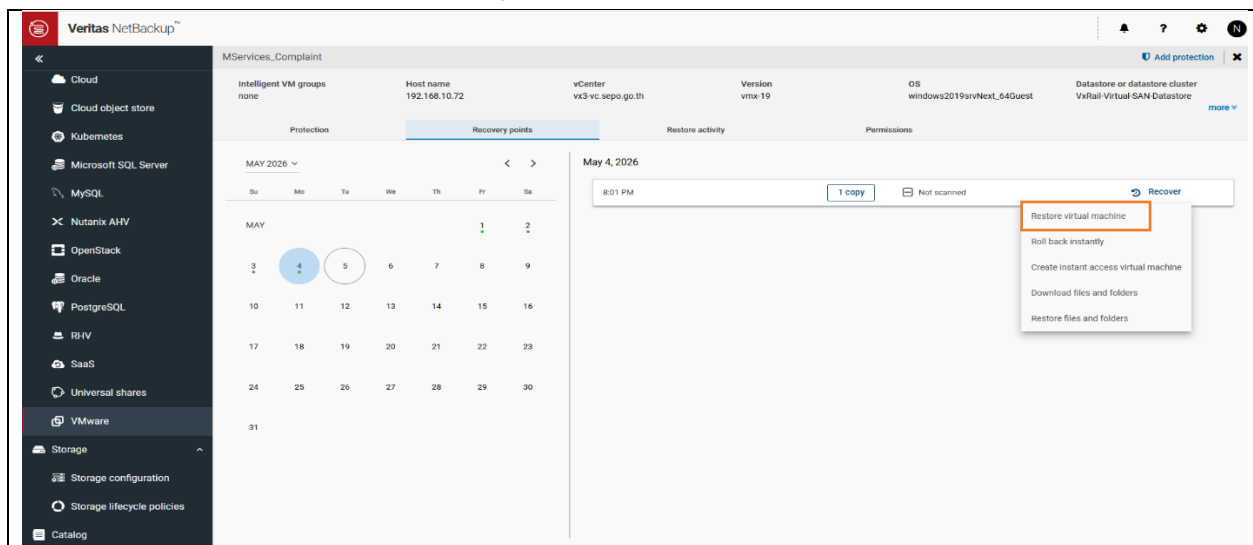 Veritas NetBackup™
N
MServices_Complaint
Add protection
Cloud
Cloud object store
Kubernetes
Microsoft SQL Server
MySQL
Nutanix AHV
OpenStack
Oracle
PostgreSQL
RHV
SaaS
Universal shares
VMware
Storage
Storage configuration
Storage lifecycle policies
Catalog
Intelligent VM groups
none
Host name
192.168.10.72
vCenter
vx3-vc.sepo.go.th
Version
vmx-19
OS
windows2019srvNext_64Guest
Datastore or datastore cluster
VxRail-Virtual-SAN-Datastore
more
Protection Recovery points Restore activity Permissions
MAY 2026
Su Mo Tu We Th Fr Sa
MAY 1 2
3 4 5 6 7 8 9
10 11 12 13 14 15 16
17 18 19 20 21 22 23
24 25 26 27 28 29 30
31
May 4, 2026
8:01 PM 1 copy Not scanned Recover
Restore virtual machine
Roll back instantly
Create instant access virtual machine
Download files and folders
Restore files and folders